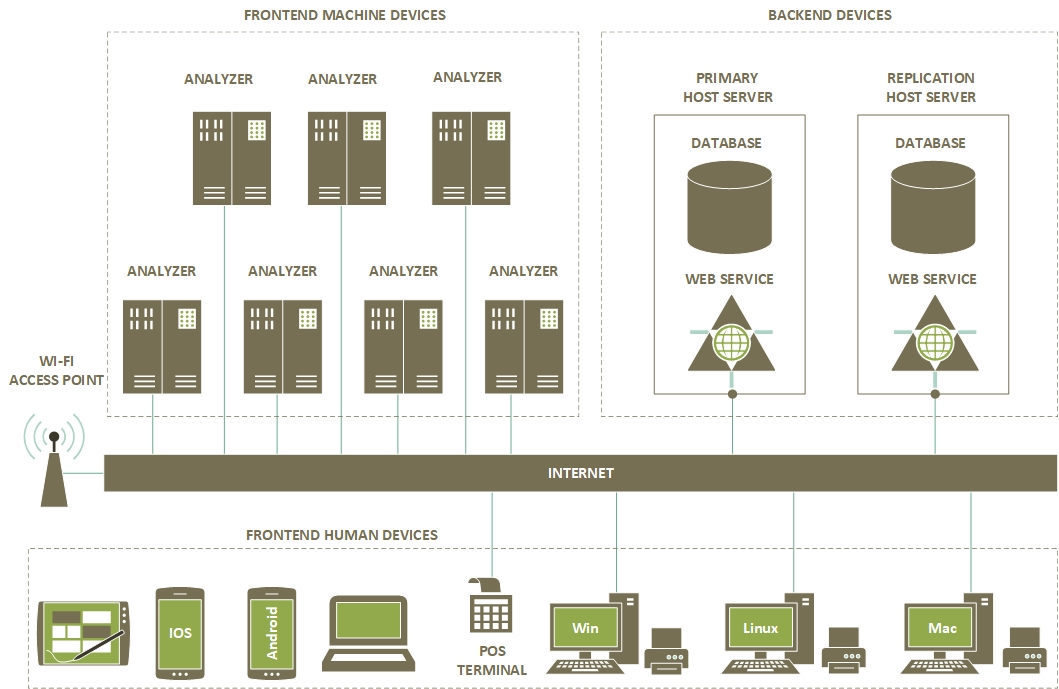 FRONTEND MACHINE DEVICES
BACKEND DEVICES
ANALYZER
ANALYZER
ANALYZER
PRIMARY
HOST SERVER
REPLICATION
HOST SERVER
DATABASE
DATABASE
ANALYZER
ANALYZER
ANALYZER
ANALYZER
WEB SERVICE
WEB SERVICE
WI-FI
ACCESS POINT
INTERNET
FRONTEND HUMAN DEVICES
IOS
Android
POS
TERMINAL
Win
Linux
Mac